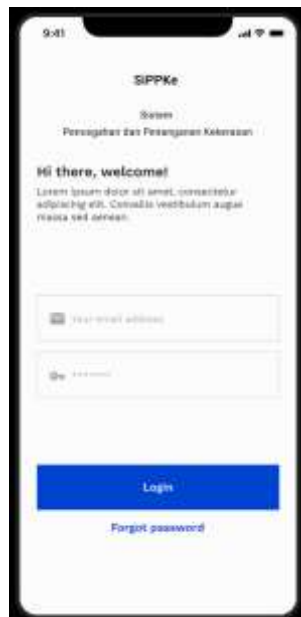 9:41
SiPPKe
Sistem
Pencegahan dan Penanganan Kekerasan
Hi there, welcome!
Lorem ipsum dolor sit amet, consectetur
adipiscing elit. Convallis vestibulum augue
massa sed aenean.
Your email address
********
Login
Forgot password